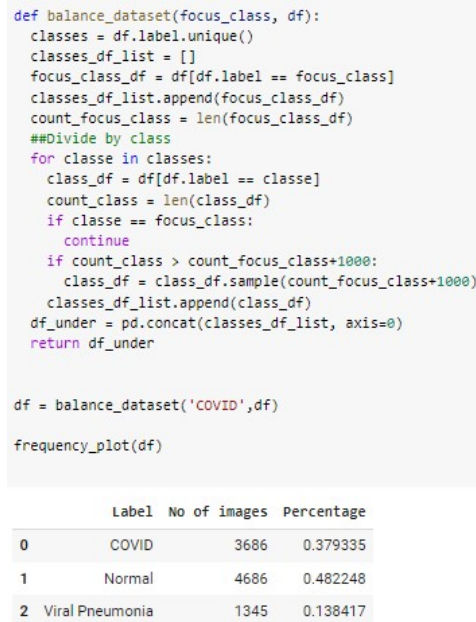 def balance_dataset(focus_class, df):
  classes = df.label.unique()
  classes_df_list = []
  focus_class_df = df[df.label == focus_class]
  classes_df_list.append(focus_class_df)
  count_focus_class = len(focus_class_df)
  ##Divide by class
  for classe in classes:
    class_df = df[df.label == classe]
    count_class = len(class_df)
    if classe == focus_class:
      continue
    if count_class > count_focus_class+1000:
      class_df = class_df.sample(count_focus_class+1000)
    classes_df_list.append(class_df)
  df_under = pd.concat(classes_df_list, axis=0)
  return df_under
df = balance_dataset('COVID',df)
frequency_plot(df)
Label No of images Percentage
0 COVID 3686 0.379335
1 Normal 4686 0.482248
2 Viral Pneumonia 1345 0.138417